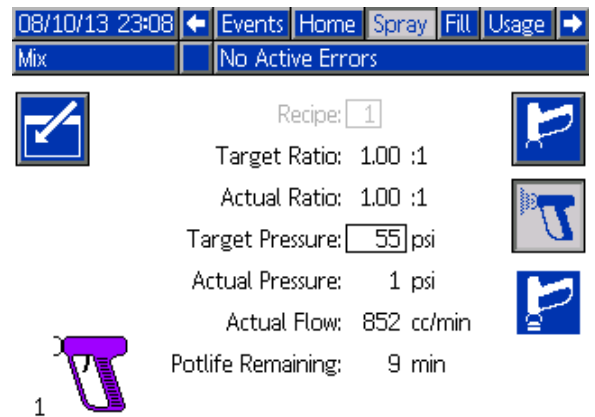 08/10/13 23:08 Events Home Spray Fill Usage
Mix No Active Errors
Recipe: 1
Target Ratio: 1.00 :1
Actual Ratio: 1.00 :1
Target Pressure: 55 psi
Actual Pressure: 1 psi
Actual Flow: 852 cc/min
Potlife Remaining: 9 min
1